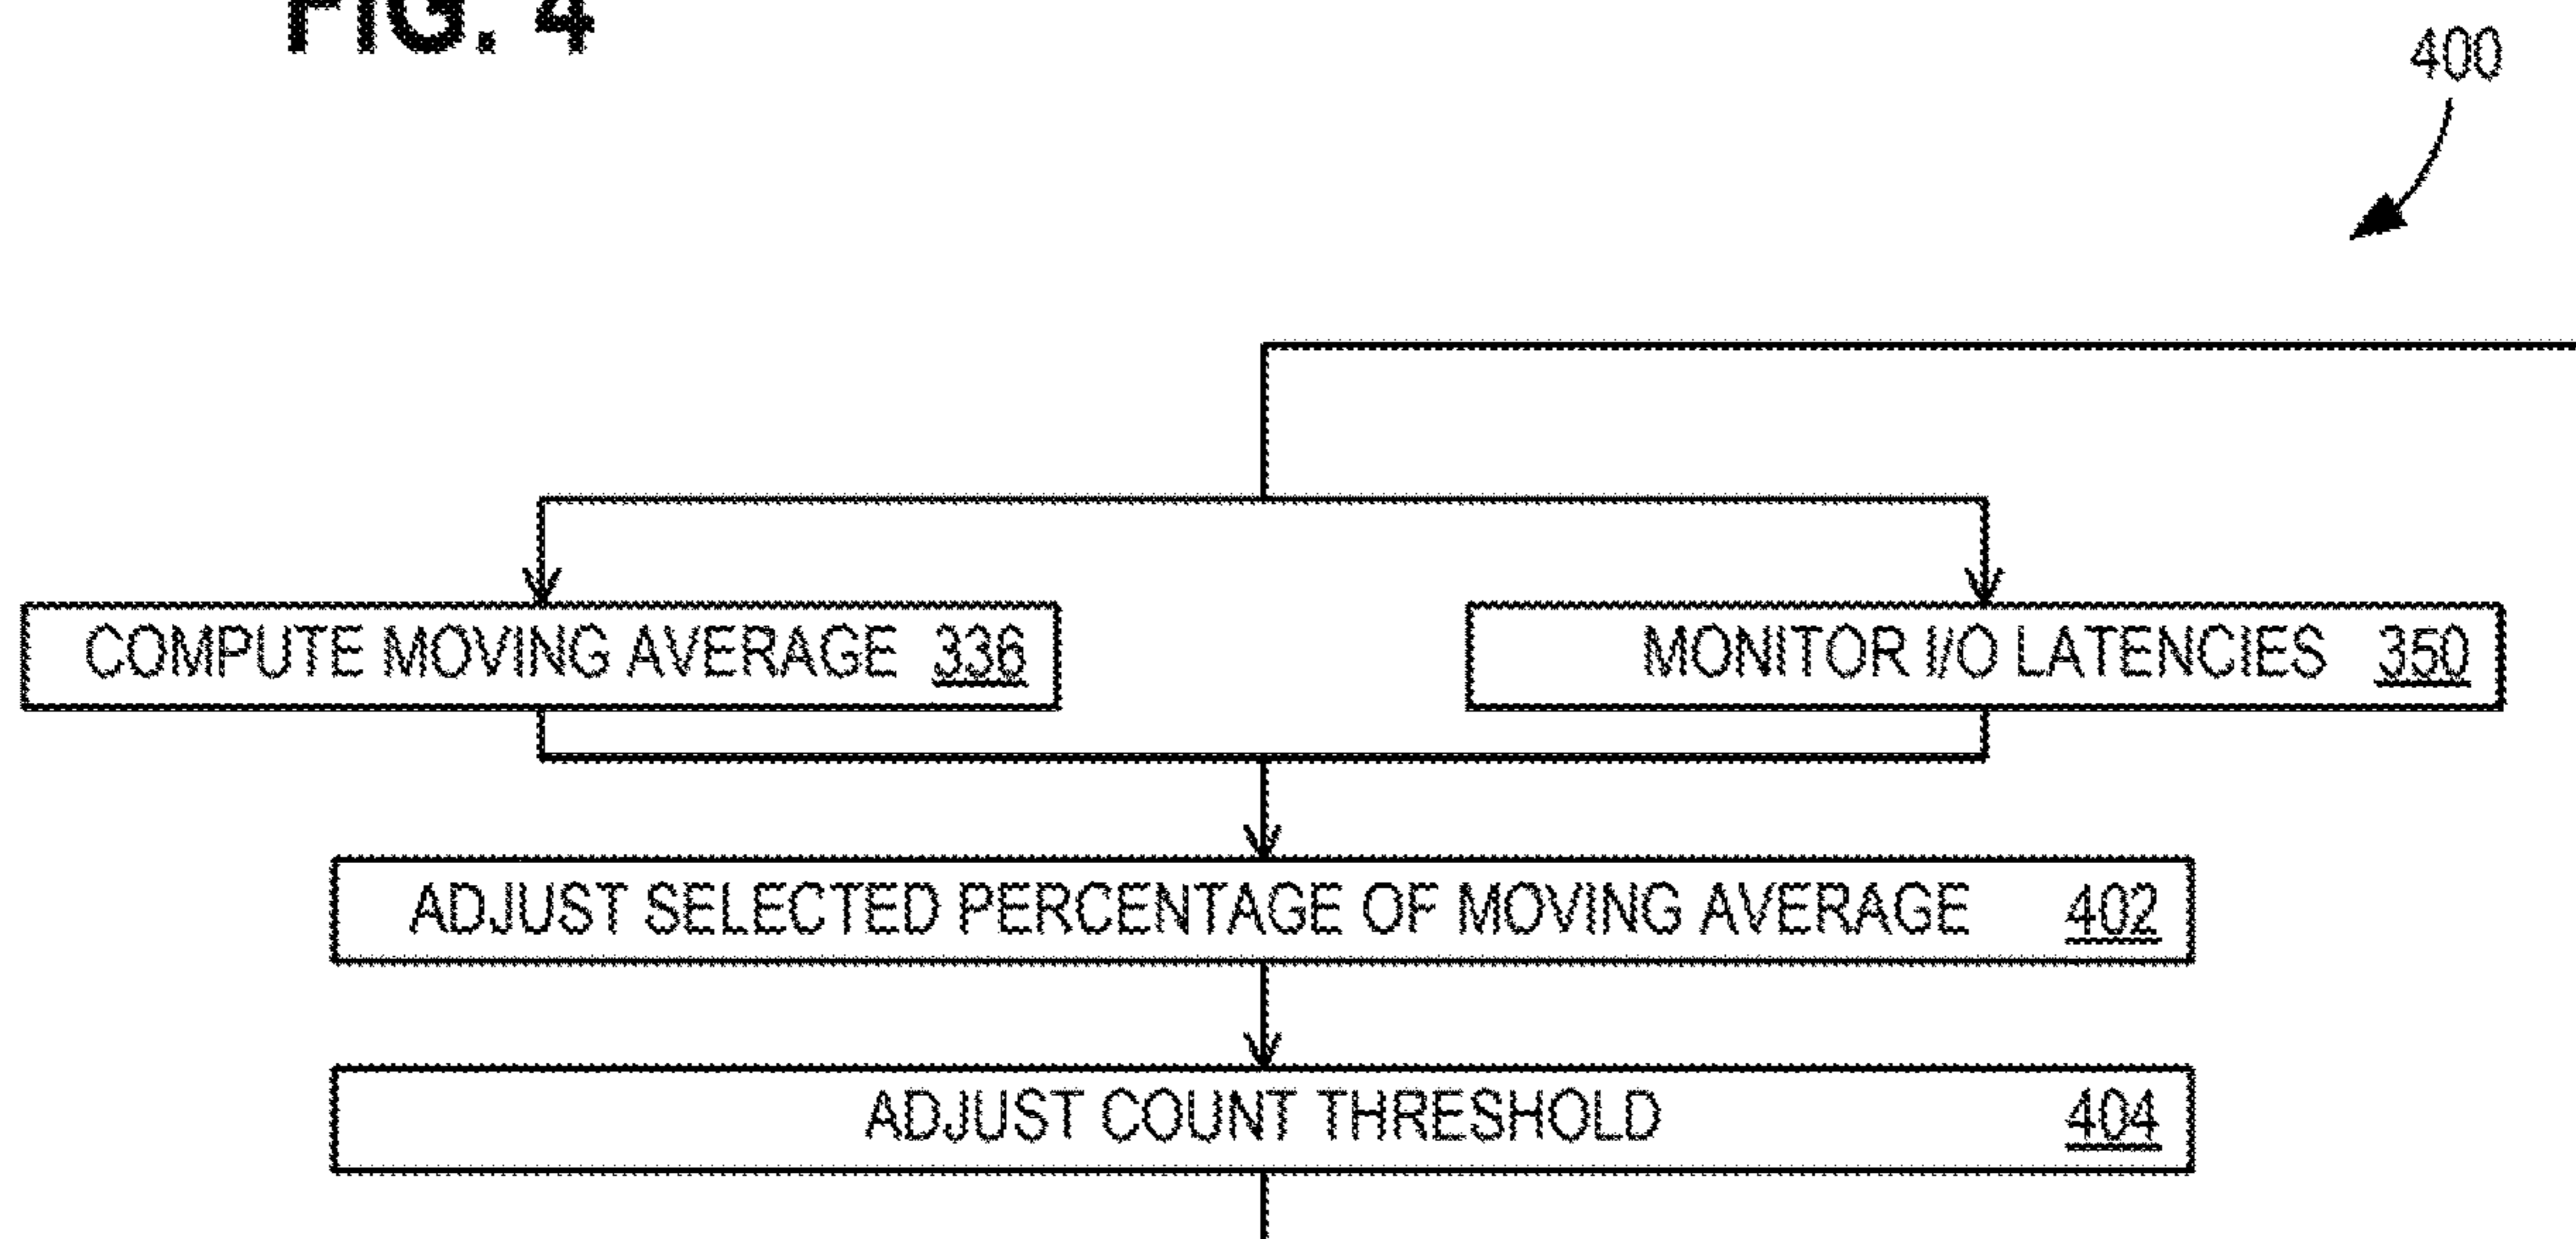 FIG. 4
400
COMPUTE MOVING AVERAGE 336
MONITOR I/O LATENCIES 350
ADJUST SELECTED PERCENTAGE OF MOVING AVERAGE 402
ADJUST COUNT THRESHOLD 404